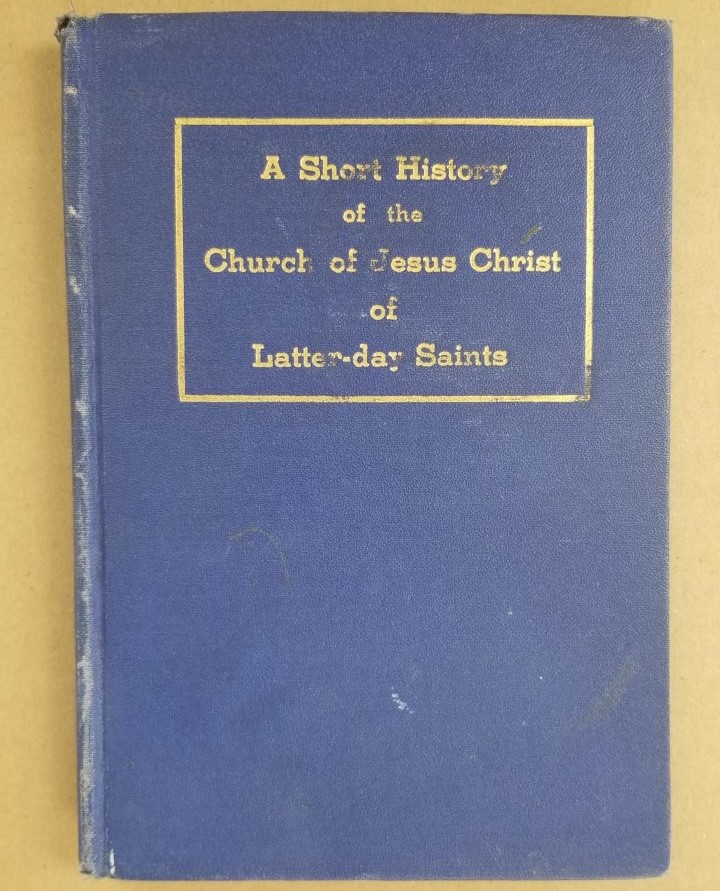 A Short History
of the
Church of Jesus Christ
of
Latter-day Saints